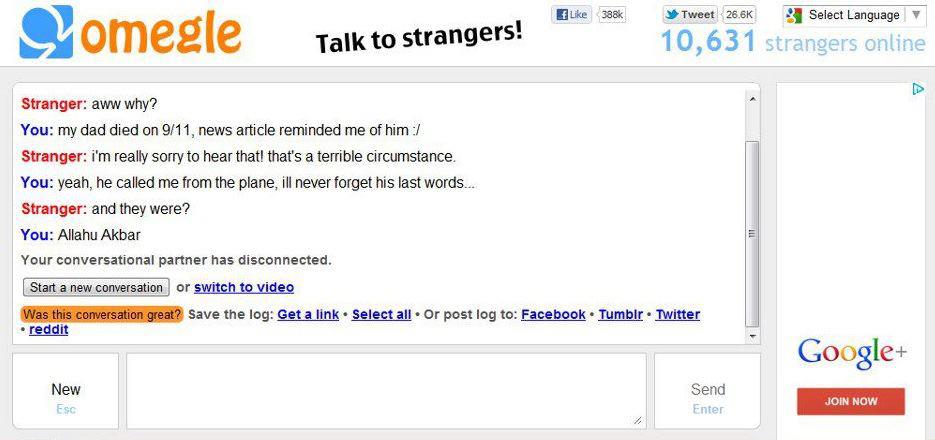 omegle
Talk to strangers!
Like 388k
Tweet 26.6K
Select Language
10,631 strangers online
Stranger: aww why?
You: my dad died on 9/11, news article reminded me of him :/
Stranger: i'm really sorry to hear that! that's a terrible circumstance.
You: yeah, he called me from the plane, ill never forget his last words...
Stranger: and they were?
You: Allahu Akbar
Your conversational partner has disconnected.
Start a new conversation or switch to video
Was this conversation great? Save the log: Get a link • Select all • Or post log to: Facebook • Tumblr • Twitter
• reddit
New
Esc
Send
Enter
Google+
JOIN NOW